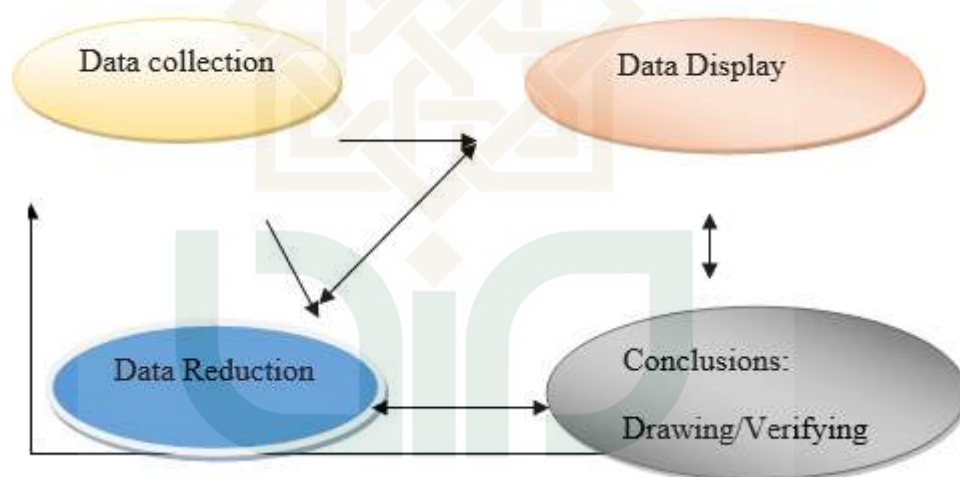 Data collection
Data Display
Data Reduction
Conclusions:
Drawing/Verifying